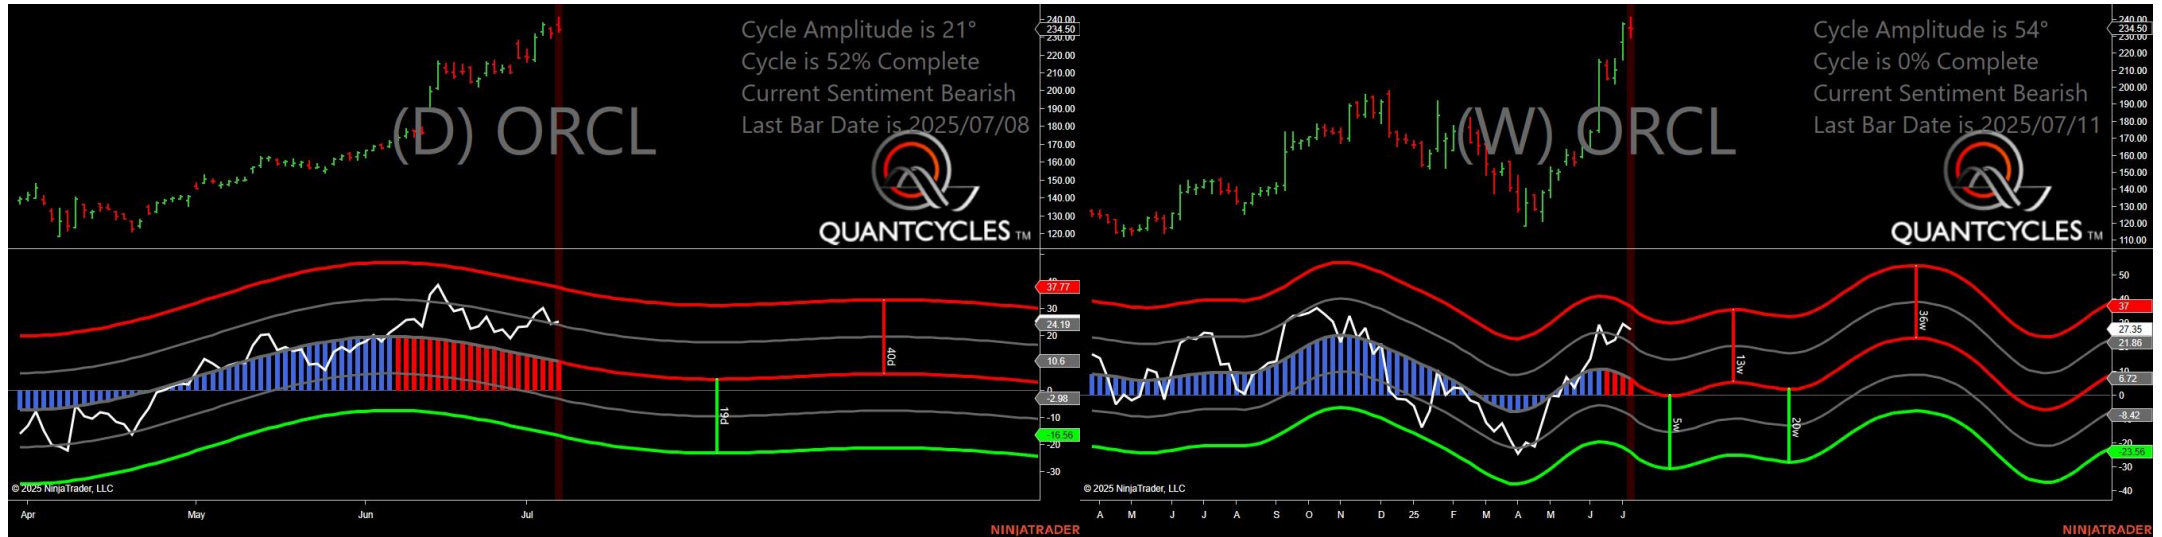 Cycle Amplitude is 21°
Cycle is 52% Complete
Current Sentiment Bearish
Last Bar Date is 2025/07/08
(D) ORCL
QUANTCYCLES TM
240.00
234.50
230.00
220.00
210.00
200.00
190.00
180.00
170.00
160.00
150.00
140.00
130.00
120.00
37.77
30
24.19
20
10.6
0
-2.98
-10
-16.56
-20
-30
40d
19d
© 2025 NinjaTrader, LLC
Apr May Jun Jul
NINJATRADER
Cycle Amplitude is 54°
Cycle is 0% Complete
Current Sentiment Bearish
Last Bar Date is 2025/07/11
(W) ORCL
QUANTCYCLES TM
240.00
234.50
230.00
220.00
210.00
200.00
190.00
180.00
170.00
160.00
150.00
140.00
130.00
120.00
110.00
50
40
37
27.35
21.86
10
6.72
0
-8.42
-20
-23.56
-30
-40
5w
13w
20w
36w
© 2025 NinjaTrader, LLC
A M J J A S O N D 25 F M A M J J
NINJATRADER